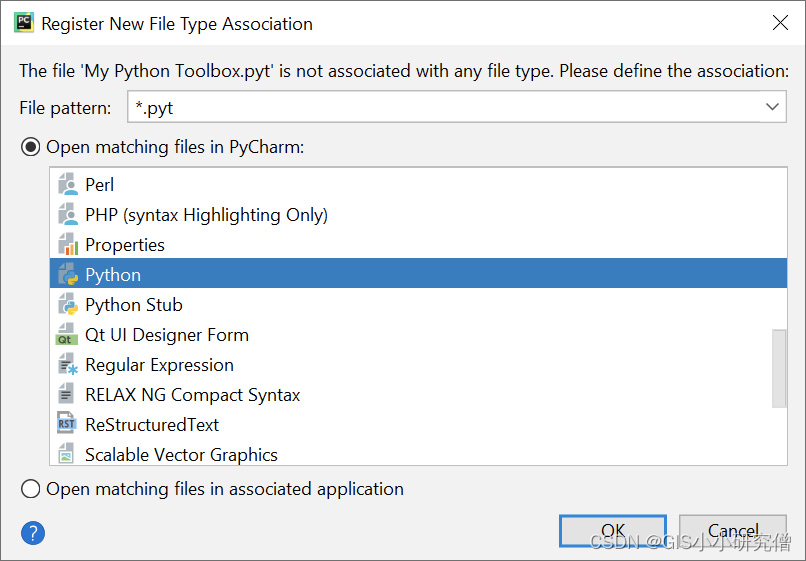 Register New File Type Association
The file 'My Python Toolbox.pyt' is not associated with any file type. Please define the association:
File pattern: *.pyt
Open matching files in PyCharm:
Perl
PHP (syntax Highlighting Only)
Properties
Python
Python Stub
Qt UI Designer Form
Regular Expression
RELAX NG Compact Syntax
ReStructuredText
Scalable Vector Graphics
Open matching files in associated application
? OK Cancel
CSDN @GIS小小研究僧